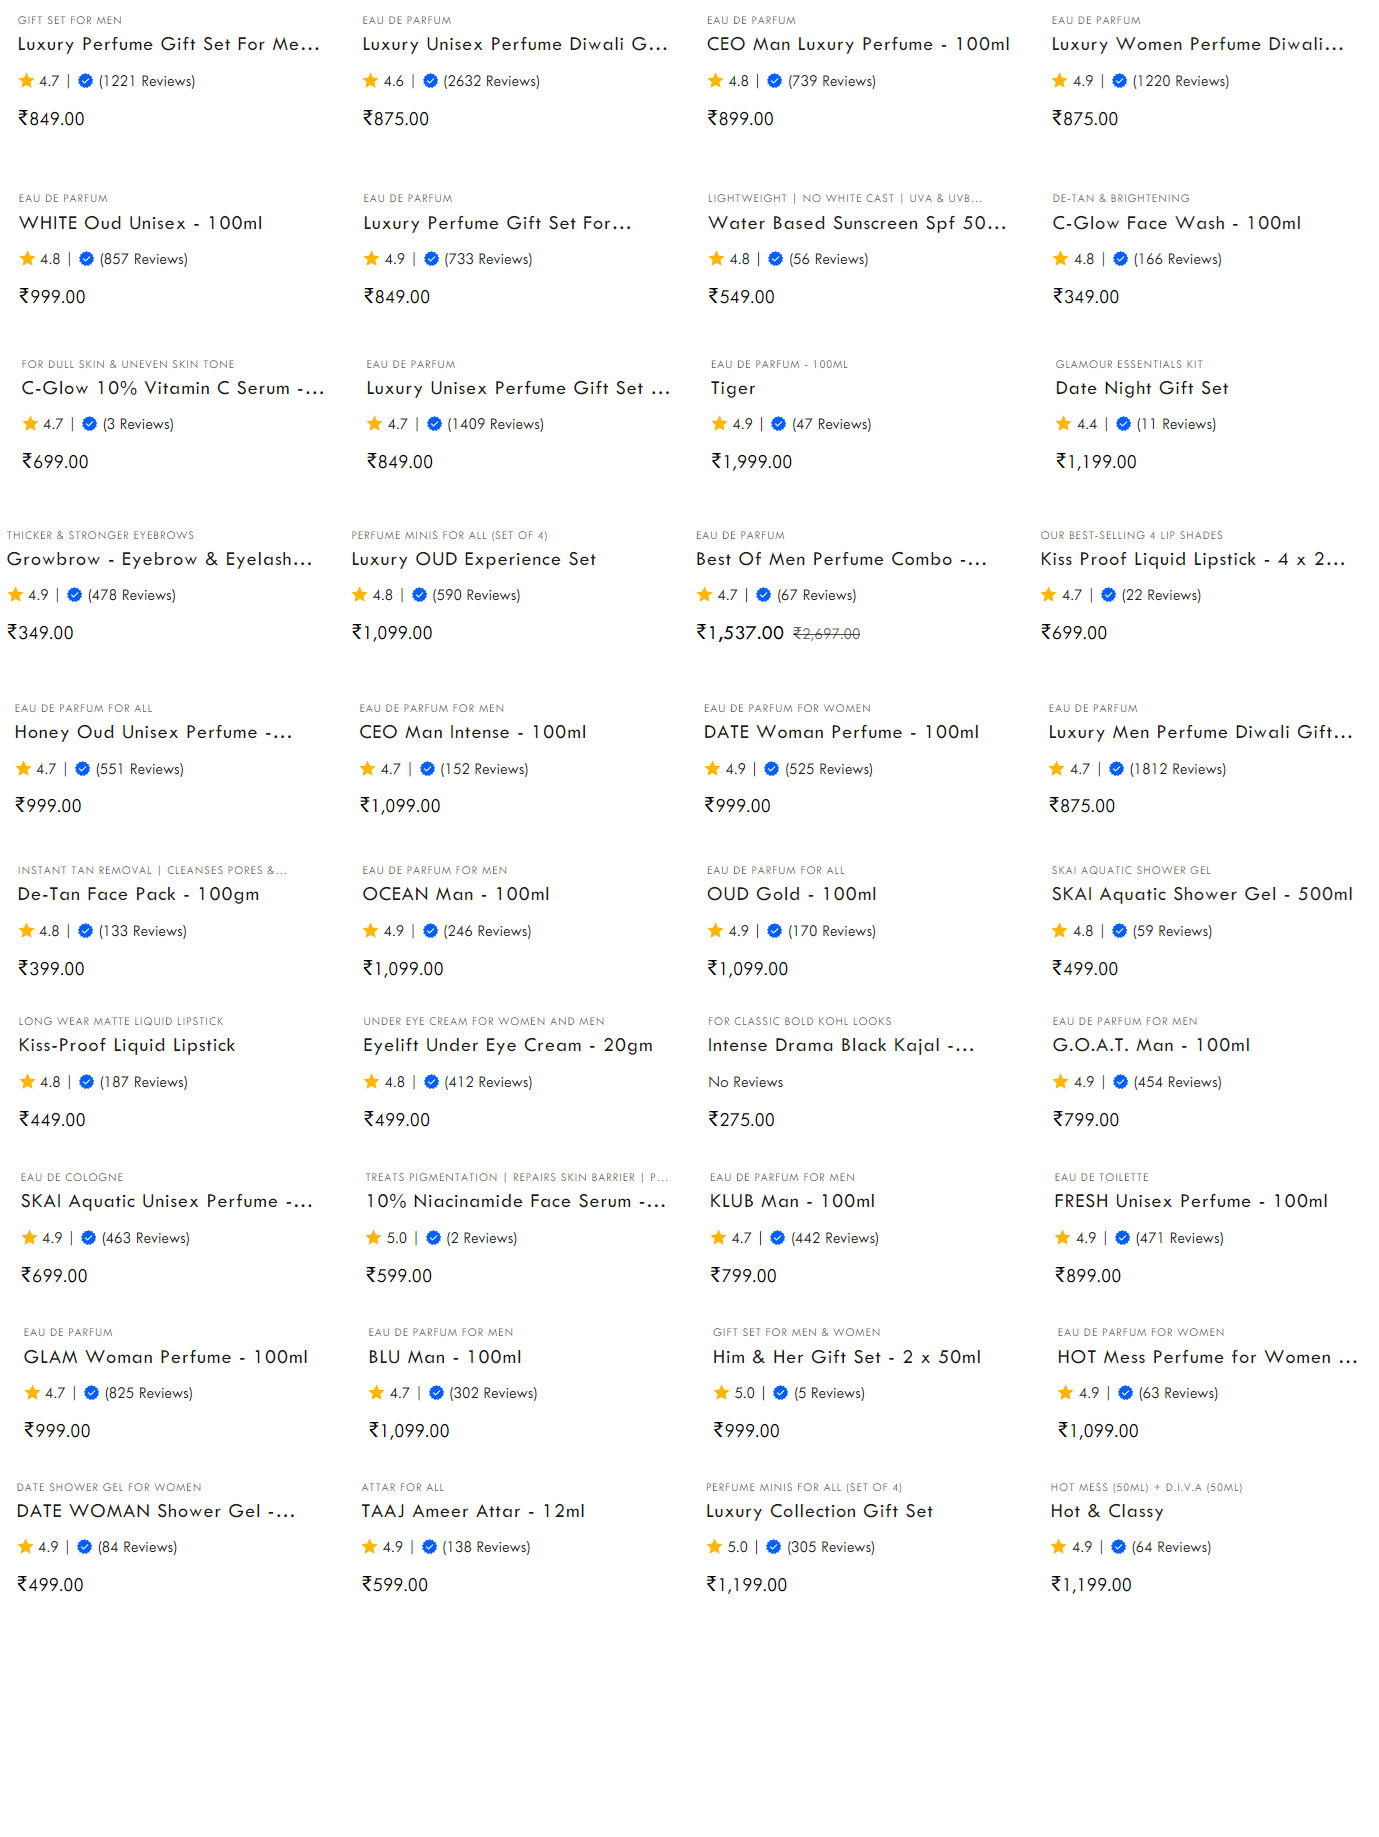 GIFT SET FOR MEN
Luxury Perfume Gift Set For Me...
4.7 | (1221 Reviews)
₹849.00
EAU DE PARFUM
Luxury Unisex Perfume Diwali G...
4.6 | (2632 Reviews)
₹875.00
EAU DE PARFUM
CEO Man Luxury Perfume - 100ml
4.8 | (739 Reviews)
₹899.00
EAU DE PARFUM
Luxury Women Perfume Diwali...
4.9 | (1220 Reviews)
₹875.00
EAU DE PARFUM
WHITE Oud Unisex - 100ml
4.8 | (857 Reviews)
₹999.00
EAU DE PARFUM
Luxury Perfume Gift Set For...
4.9 | (733 Reviews)
₹849.00
LIGHTWEIGHT | NO WHITE CAST | UVA & UVB...
Water Based Sunscreen Spf 50...
4.8 | (56 Reviews)
₹549.00
DE-TAN & BRIGHTENING
C-Glow Face Wash - 100ml
4.8 | (166 Reviews)
₹349.00
FOR DULL SKIN & UNEVEN SKIN TONE
C-Glow 10% Vitamin C Serum -...
4.7 | (3 Reviews)
₹699.00
EAU DE PARFUM
Luxury Unisex Perfume Gift Set ...
4.7 | (1409 Reviews)
₹849.00
EAU DE PARFUM - 100ML
Tiger
4.9 | (47 Reviews)
₹1,999.00
GLAMOUR ESSENTIALS KIT
Date Night Gift Set
4.4 | (11 Reviews)
₹1,199.00
THICKER & STRONGER EYEBROWS
Growbrow - Eyebrow & Eyelash...
4.9 | (478 Reviews)
₹349.00
PERFUME MINIS FOR ALL (SET OF 4)
Luxury OUD Experience Set
4.8 | (590 Reviews)
₹1,099.00
EAU DE PARFUM
Best Of Men Perfume Combo -...
4.7 | (67 Reviews)
₹1,537.00 ₹2,697.00
OUR BEST-SELLING 4 LIP SHADES
Kiss Proof Liquid Lipstick - 4 x 2...
4.7 | (22 Reviews)
₹699.00
EAU DE PARFUM FOR ALL
Honey Oud Unisex Perfume -...
4.7 | (551 Reviews)
₹999.00
EAU DE PARFUM FOR MEN
CEO Man Intense - 100ml
4.7 | (152 Reviews)
₹1,099.00
EAU DE PARFUM FOR WOMEN
DATE Woman Perfume - 100ml
4.9 | (525 Reviews)
₹999.00
EAU DE PARFUM
Luxury Men Perfume Diwali Gift...
4.7 | (1812 Reviews)
₹875.00
INSTANT TAN REMOVAL | CLEANSES PORES &...
De-Tan Face Pack - 100gm
4.8 | (133 Reviews)
₹399.00
EAU DE PARFUM FOR MEN
OCEAN Man - 100ml
4.9 | (246 Reviews)
₹1,099.00
EAU DE PARFUM FOR ALL
OUD Gold - 100ml
4.9 | (170 Reviews)
₹1,099.00
SKAI AQUATIC SHOWER GEL
SKAI Aquatic Shower Gel - 500ml
4.8 | (59 Reviews)
₹499.00
LONG WEAR MATTE LIQUID LIPSTICK
Kiss-Proof Liquid Lipstick
4.8 | (187 Reviews)
₹449.00
UNDER EYE CREAM FOR WOMEN AND MEN
Eyelift Under Eye Cream - 20gm
4.8 | (412 Reviews)
₹499.00
FOR CLASSIC BOLD KOHL LOOKS
Intense Drama Black Kajal -...
No Reviews
₹275.00
EAU DE PARFUM FOR MEN
G.O.A.T. Man - 100ml
4.9 | (454 Reviews)
₹799.00
EAU DE COLOGNE
SKAI Aquatic Unisex Perfume -...
4.9 | (463 Reviews)
₹699.00
TREATS PIGMENTATION | REPAIRS SKIN BARRIER | P...
10% Niacinamide Face Serum -...
5.0 | (2 Reviews)
₹599.00
EAU DE PARFUM FOR MEN
KLUB Man - 100ml
4.7 | (442 Reviews)
₹799.00
EAU DE TOILETTE
FRESH Unisex Perfume - 100ml
4.9 | (471 Reviews)
₹899.00
EAU DE PARFUM
GLAM Woman Perfume - 100ml
4.7 | (825 Reviews)
₹999.00
EAU DE PARFUM FOR MEN
BLU Man - 100ml
4.7 | (302 Reviews)
₹1,099.00
GIFT SET FOR MEN & WOMEN
Him & Her Gift Set - 2 x 50ml
5.0 | (5 Reviews)
₹999.00
EAU DE PARFUM FOR WOMEN
HOT Mess Perfume for Women ...
4.9 | (63 Reviews)
₹1,099.00
DATE SHOWER GEL FOR WOMEN
DATE WOMAN Shower Gel -...
4.9 | (84 Reviews)
₹499.00
ATTAR FOR ALL
TAAJ Ameer Attar - 12ml
4.9 | (138 Reviews)
₹599.00
PERFUME MINIS FOR ALL (SET OF 4)
Luxury Collection Gift Set
5.0 | (305 Reviews)
₹1,199.00
HOT MESS (50ML) + D.I.V.A (50ML)
Hot & Classy
4.9 | (64 Reviews)
₹1,199.00